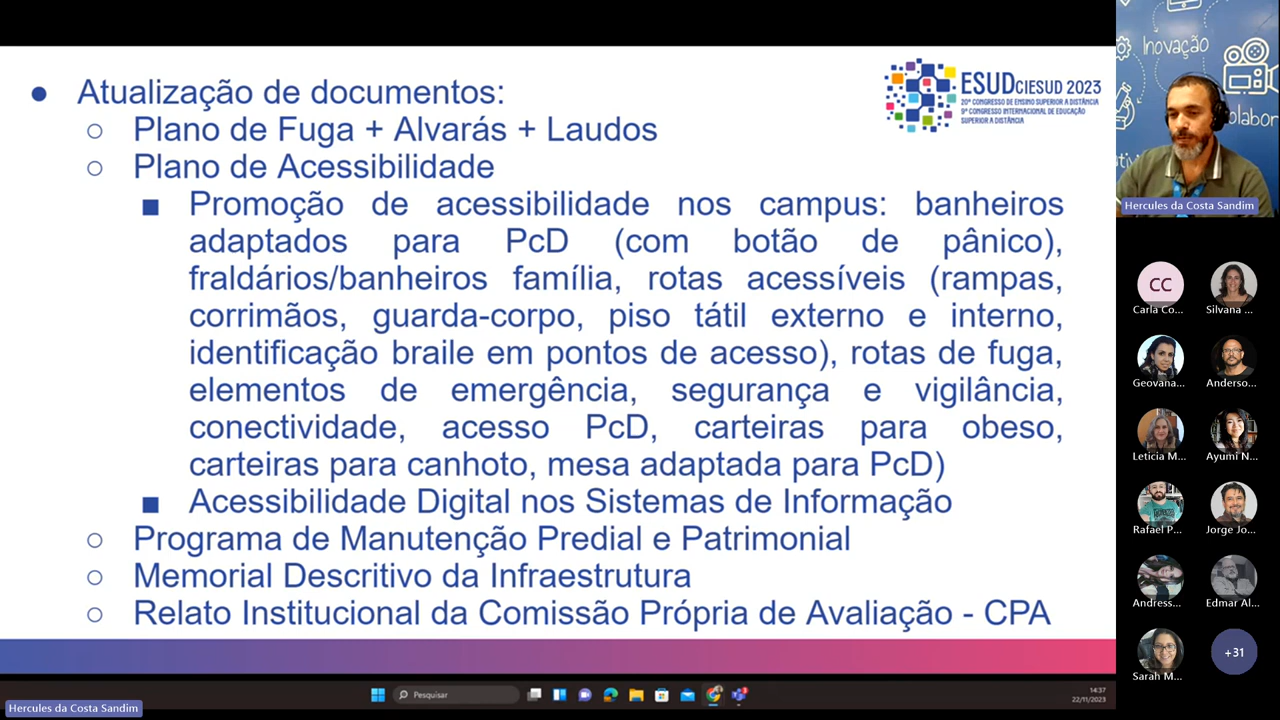 ● Atualização de documentos:
○ Plano de Fuga + Alvarás + Laudos
○ Plano de Acessibilidade
■ Promoção de acessibilidade nos campus: banheiros
adaptados para PcD (com botão de pânico),
fraldários/banheiros família, rotas acessíveis (rampas,
corrimãos, guarda-corpo, piso tátil externo e interno,
identificação braile em pontos de acesso), rotas de fuga,
elementos de emergência, segurança e vigilância,
conectividade, acesso PcD, carteiras para obeso,
carteiras para canhoto, mesa adaptada para PcD)
■ Acessibilidade Digital nos Sistemas de Informação
○ Programa de Manutenção Predial e Patrimonial
○ Memorial Descritivo da Infraestrutura
○ Relato Institucional da Comissão Própria de Avaliação - CPA
ESUD CIESUD 2023
20º CONGRESSO DE ENSINO SUPERIOR A DISTÂNCIA
9º CONGRESSO INTERNACIONAL DE EDUCAÇÃO
SUPERIOR A DISTÂNCIA
Inovação
olabor
Hercules da Costa Sandim
CC
Carla Co... Silvana ...
Geovana... Anderso...
Leticia M... Ayumi N...
Rafael P... Jorge Jo...
Andress... Edmar Al...
Sarah M... +31
Pesquisar
14:37
22/11/2023
Hercules da Costa Sandim